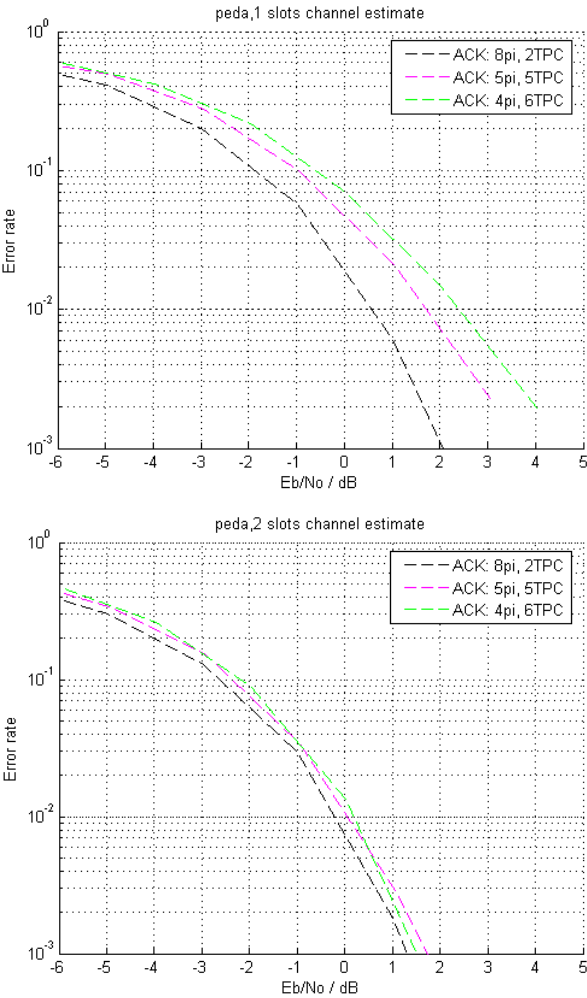 peda,1 slots channel estimate
10^0
10^-1
10^-2
10^-3
Error rate
ACK: 8pi, 2TPC
ACK: 5pi, 5TPC
ACK: 4pi, 6TPC
-6 -5 -4 -3 -2 -1 0 1 2 3 4 5
Eb/No / dB
peda,2 slots channel estimate
10^0
10^-1
10^-2
10^-3
Error rate
ACK: 8pi, 2TPC
ACK: 5pi, 5TPC
ACK: 4pi, 6TPC
-6 -5 -4 -3 -2 -1 0 1 2 3 4 5
Eb/No / dB